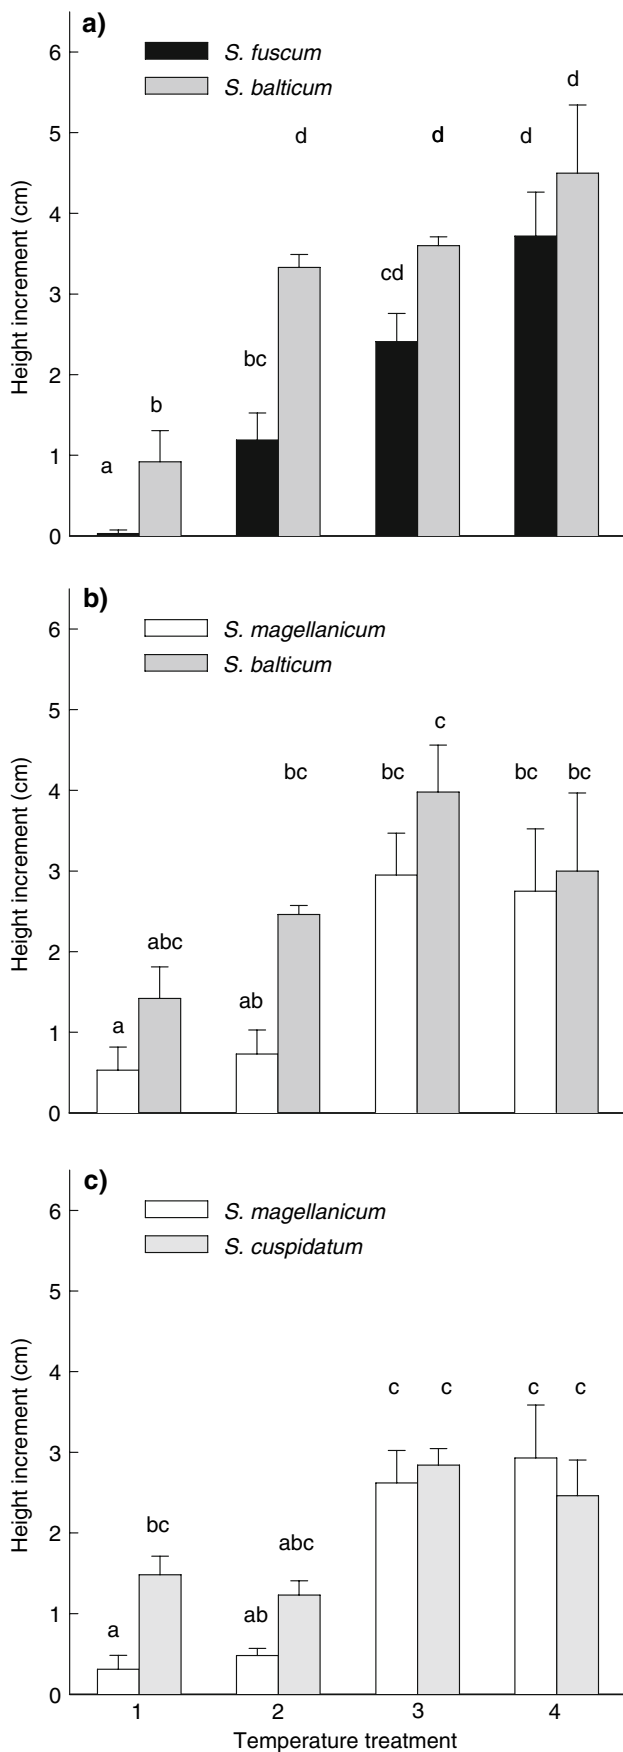 a)
S. fuscum
S. balticum
6
5
4
3
2
1
0
Height increment (cm)
a
b
bc
d
cd
d
d
d
b)
S. magellanicum
S. balticum
6
5
4
3
2
1
0
Height increment (cm)
a
abc
ab
bc
bc
c
bc
bc
c)
S. magellanicum
S. cuspidatum
6
5
4
3
2
1
0
Height increment (cm)
a
bc
ab
abc
c
c
c
c
1 2 3 4
Temperature treatment